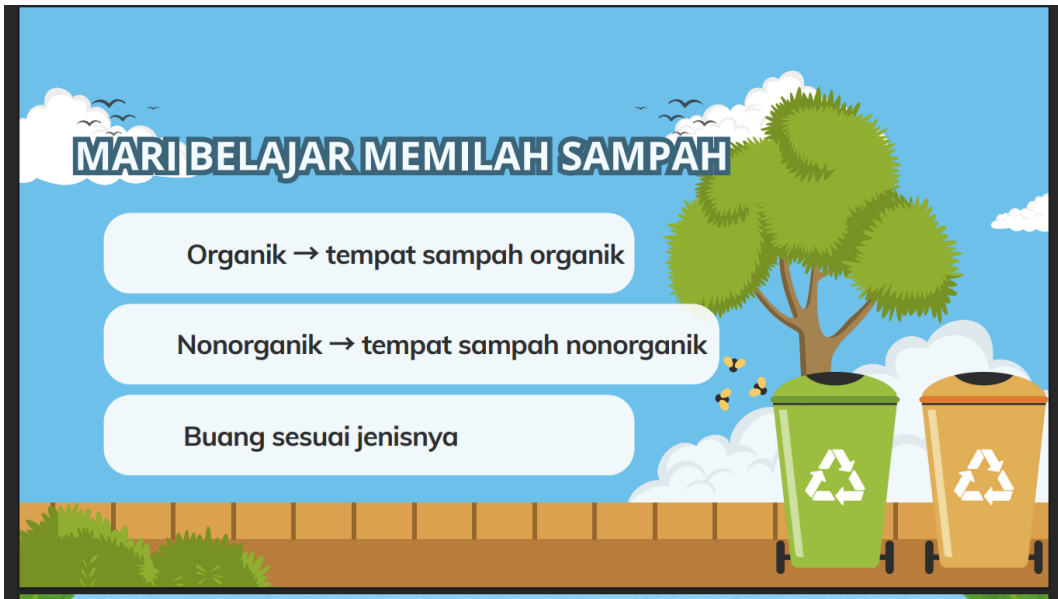 MARI BELAJAR MEMILAH SAMPAH
Organik → tempat sampah organik
Nonorganik → tempat sampah nonorganik
Buang sesuai jenisnya